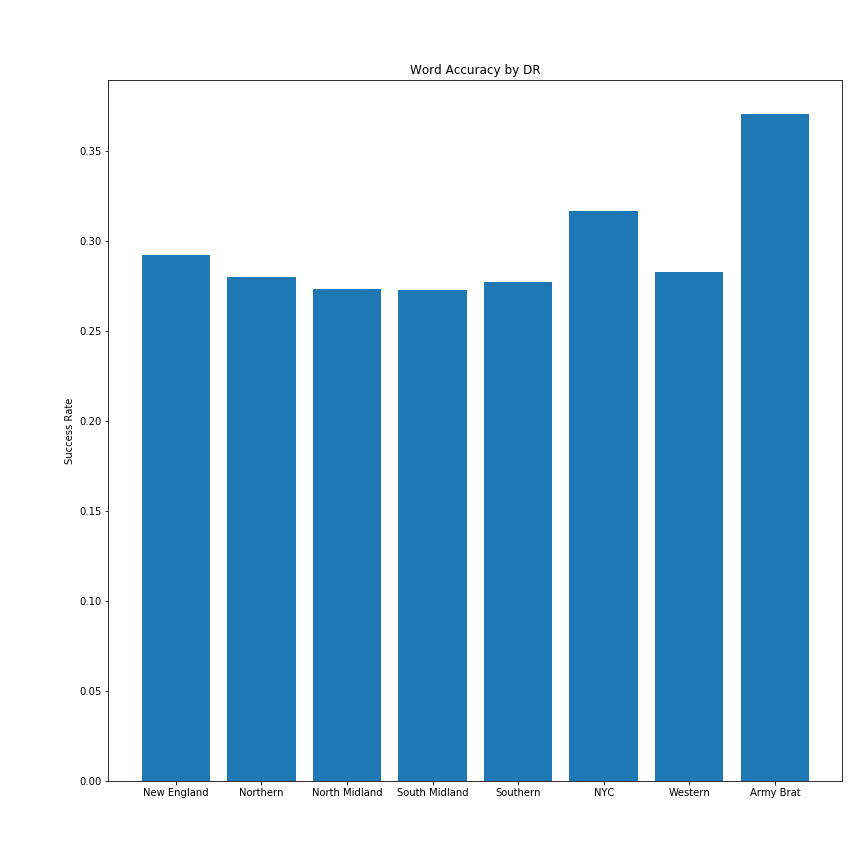 Word Accuracy by DR
Success Rate
0.35
0.30
0.25
0.20
0.15
0.10
0.05
0.00
New England Northern North Midland South Midland Southern NYC Western Army Brat